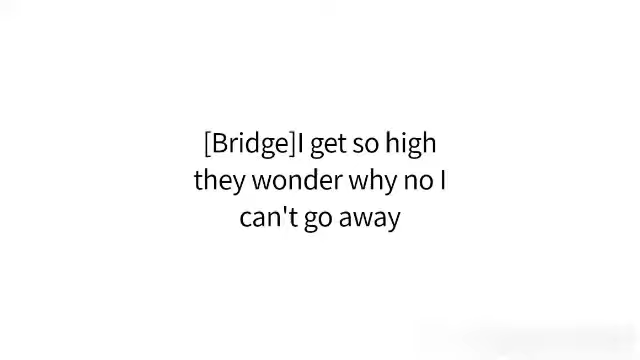 [Bridge]I get so high
they wonder why no I
can't go away